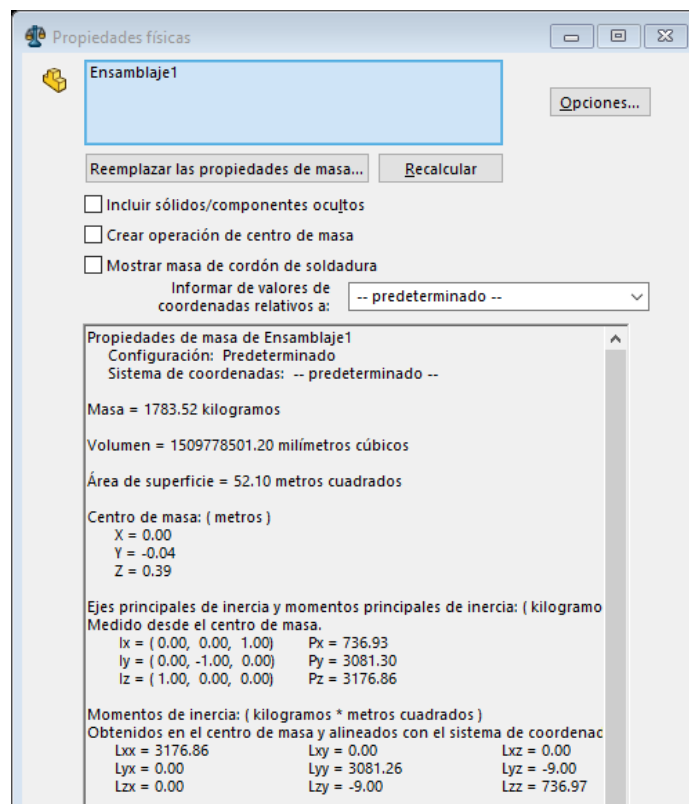 Propiedades físicas
Ensamblaje1
Opciones...
Reemplazar las propiedades de masa...
Recalcular
Incluir sólidos/componentes ocultos
Crear operación de centro de masa
Mostrar masa de cordón de soldadura
Informar de valores de
coordenadas relativos a:
-- predeterminado --
Propiedades de masa de Ensamblaje1
Configuración: Predeterminado
Sistema de coordenadas: -- predeterminado --
Masa = 1783.52 kilogramos
Volumen = 1509778501.20 milímetros cúbicos
Área de superficie = 52.10 metros cuadrados
Centro de masa: ( metros )
X = 0.00
Y = -0.04
Z = 0.39
Ejes principales de inercia y momentos principales de inercia: ( kilogramo
Medido desde el centro de masa.
Ix = ( 0.00, 0.00, 1.00) Px = 736.93
Iy = ( 0.00, -1.00, 0.00) Py = 3081.30
Iz = ( 1.00, 0.00, 0.00) Pz = 3176.86
Momentos de inercia: ( kilogramos * metros cuadrados )
Obtenidos en el centro de masa y alineados con el sistema de coordenac
Lxx = 3176.86 Lxy = 0.00 Lxz = 0.00
Lyx = 0.00 Lyy = 3081.26 Lyz = -9.00
Lzx = 0.00 Lzy = -9.00 Lzz = 736.97